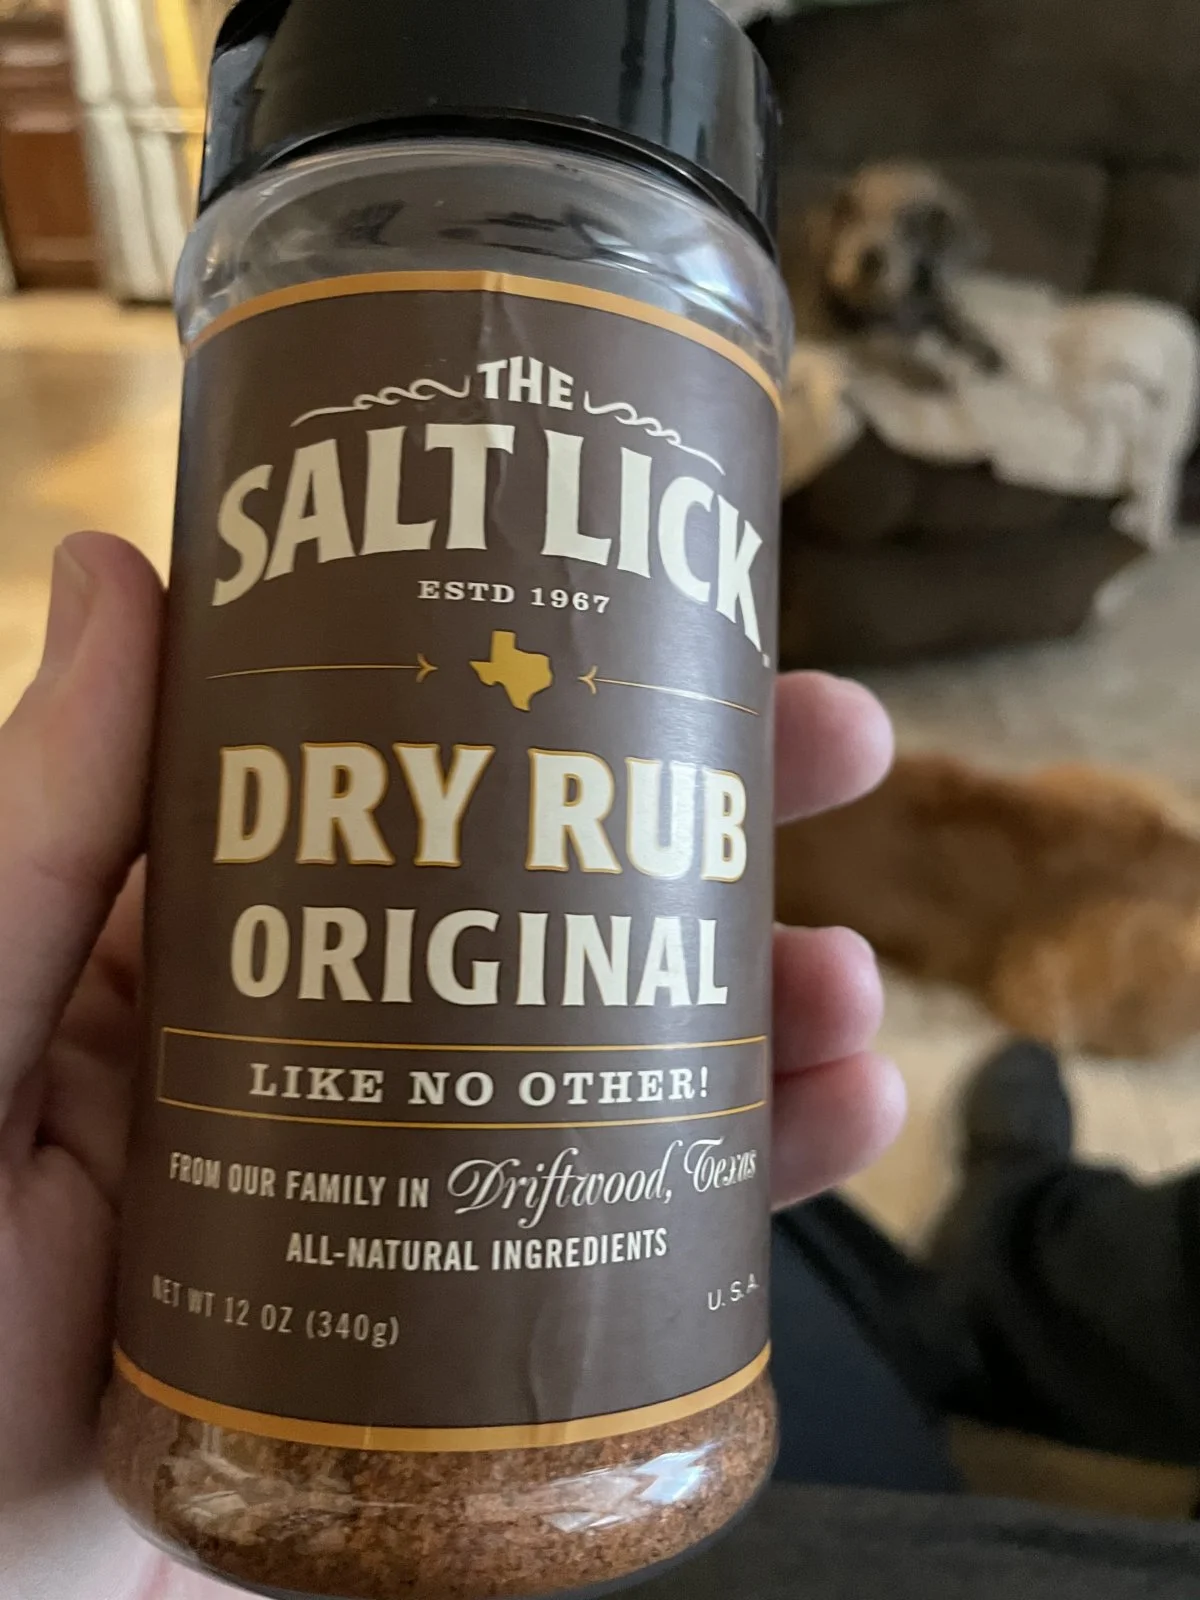 THE
SALT LICK
ESTD 1967
DRY RUB
ORIGINAL
LIKE NO OTHER!
FROM OUR FAMILY IN Driftwood, Texas
ALL-NATURAL INGREDIENTS
NET WT 12 OZ (340g)
U.S.A.